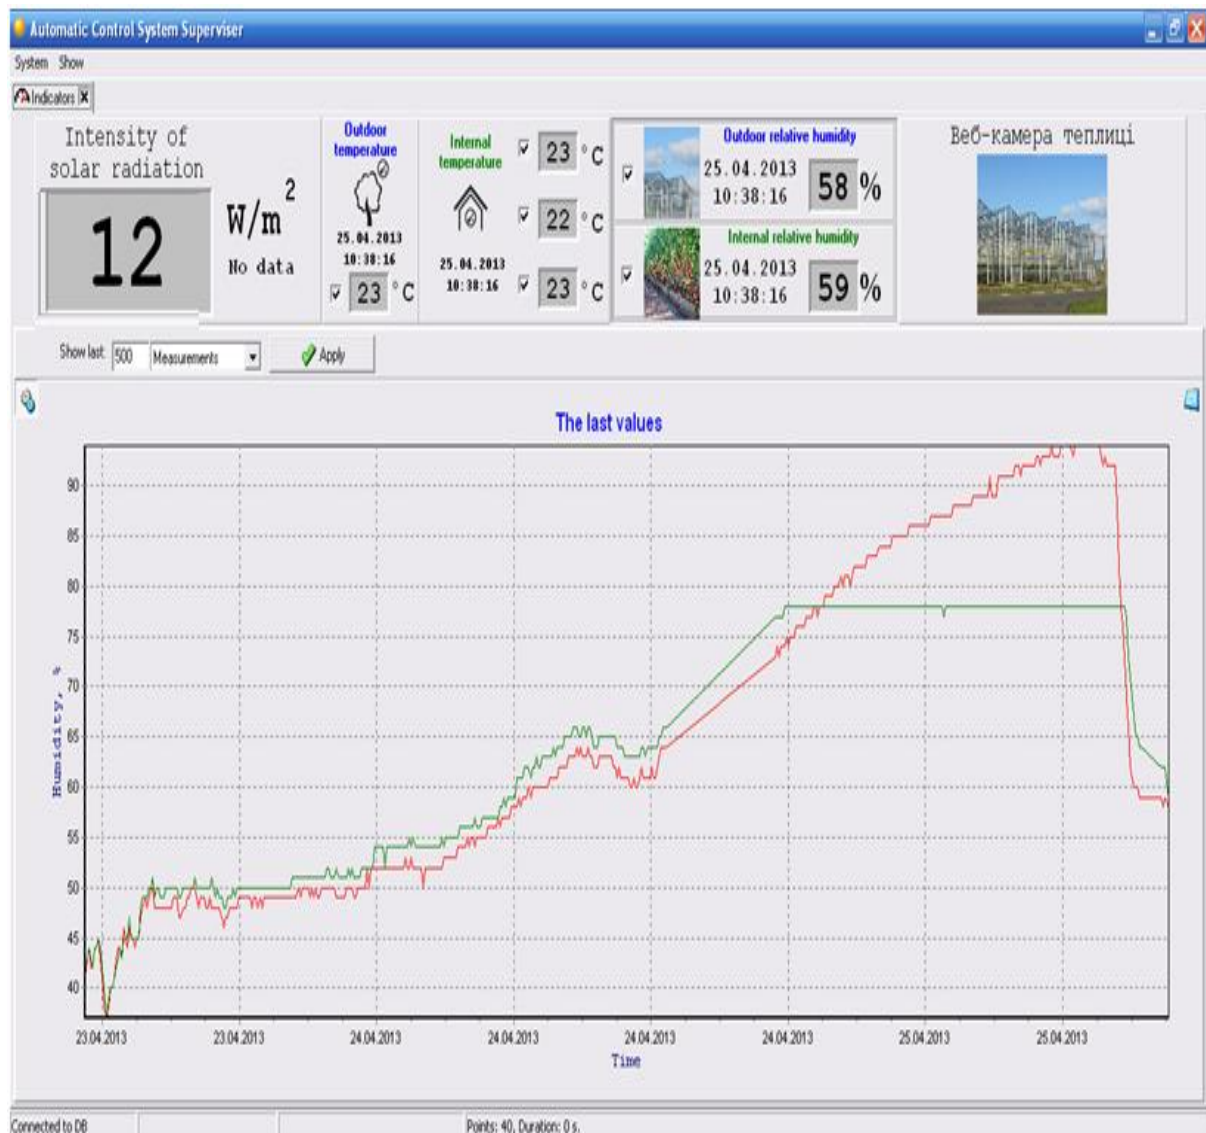 Automatic Control System Superviser
System Show
Indicators
Intensity of
solar radiation
12
W/m²
No data
Outdoor
temperature
25.04.2013
10:38:16
23 °C
Internal
temperature
25.04.2013
10:38:16
23 °C
22 °C
23 °C
Outdoor relative humidity
25.04.2013
10:38:16
58 %
Internal relative humidity
25.04.2013
10:38:16
59 %
Веб-камера теплиці
Show last: 500 Measurements Apply
The last values
90
85
80
75
70
65
60
55
50
45
40
Humidity, %
23.04.2013 23.04.2013 24.04.2013 24.04.2013 24.04.2013 24.04.2013 25.04.2013 25.04.2013
Time
Connected to DB Points: 40, Duration: 0 s.